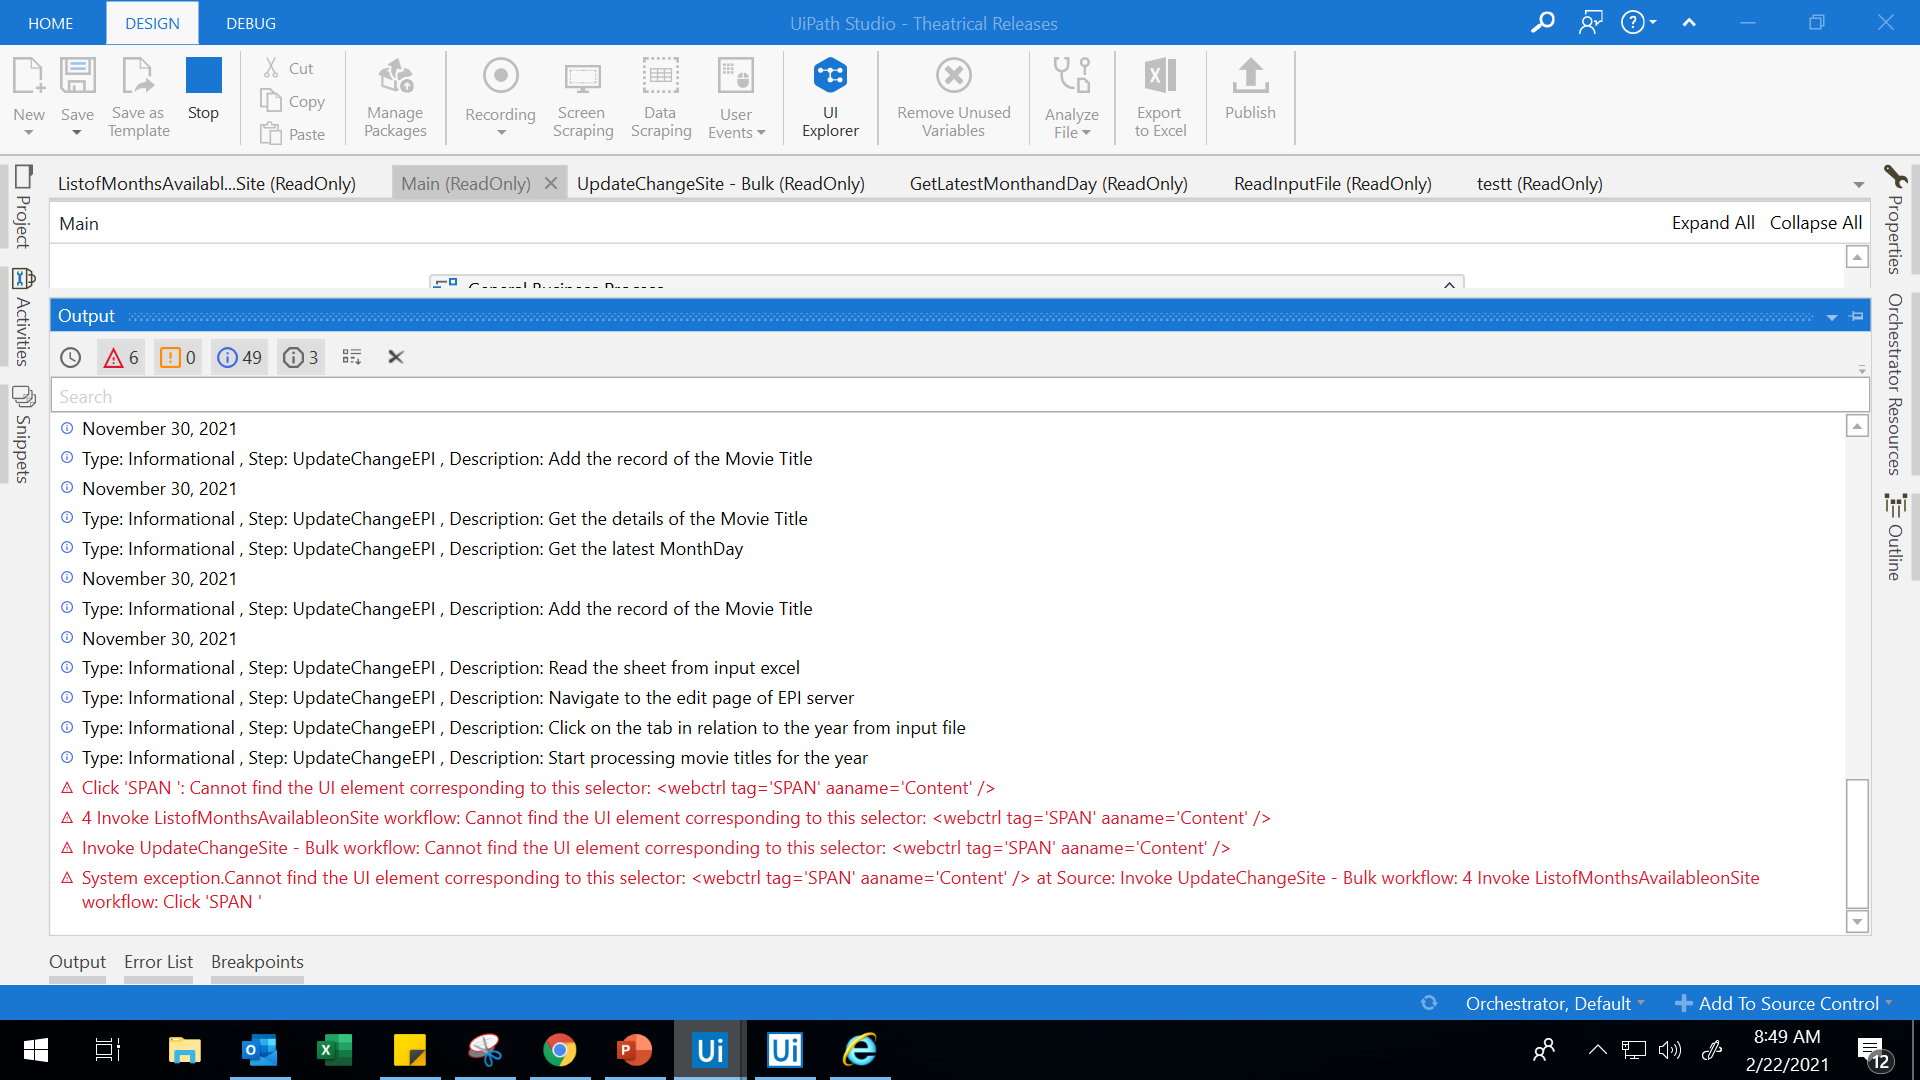 HOME DESIGN DEBUG UiPath Studio - Theatrical Releases
New Save Save as Template Stop
Cut
Copy
Paste
Manage Packages
Recording Screen Scraping Data Scraping User Events
UI Explorer
Remove Unused Variables
Analyze File
Export to Excel
Publish
ListofMonthsAvailabl...Site (ReadOnly) Main (ReadOnly) UpdateChangeSite - Bulk (ReadOnly) GetLatestMonthandDay (ReadOnly) ReadInputFile (ReadOnly) testt (ReadOnly)
Main Expand All Collapse All
General Business Process
Project
Activities
Snippets
Properties
Orchestrator Resources
Outline
Output
6 0 49 3
Search
November 30, 2021
Type: Informational , Step: UpdateChangeEPI , Description: Add the record of the Movie Title
November 30, 2021
Type: Informational , Step: UpdateChangeEPI , Description: Get the details of the Movie Title
Type: Informational , Step: UpdateChangeEPI , Description: Get the latest MonthDay
November 30, 2021
Type: Informational , Step: UpdateChangeEPI , Description: Add the record of the Movie Title
November 30, 2021
Type: Informational , Step: UpdateChangeEPI , Description: Read the sheet from input excel
Type: Informational , Step: UpdateChangeEPI , Description: Navigate to the edit page of EPI server
Type: Informational , Step: UpdateChangeEPI , Description: Click on the tab in relation to the year from input file
Type: Informational , Step: UpdateChangeEPI , Description: Start processing movie titles for the year
Click 'SPAN ': Cannot find the UI element corresponding to this selector: <webctrl tag='SPAN' aaname='Content' />
4 Invoke ListofMonthsAvailableonSite workflow: Cannot find the UI element corresponding to this selector: <webctrl tag='SPAN' aaname='Content' />
Invoke UpdateChangeSite - Bulk workflow: Cannot find the UI element corresponding to this selector: <webctrl tag='SPAN' aaname='Content' />
System exception.Cannot find the UI element corresponding to this selector: <webctrl tag='SPAN' aaname='Content' /> at Source: Invoke UpdateChangeSite - Bulk workflow: 4 Invoke ListofMonthsAvailableonSite
workflow: Click 'SPAN '
Output Error List Breakpoints
Orchestrator, Default Add To Source Control
Ui Ui
8:49 AM
2/22/2021
12